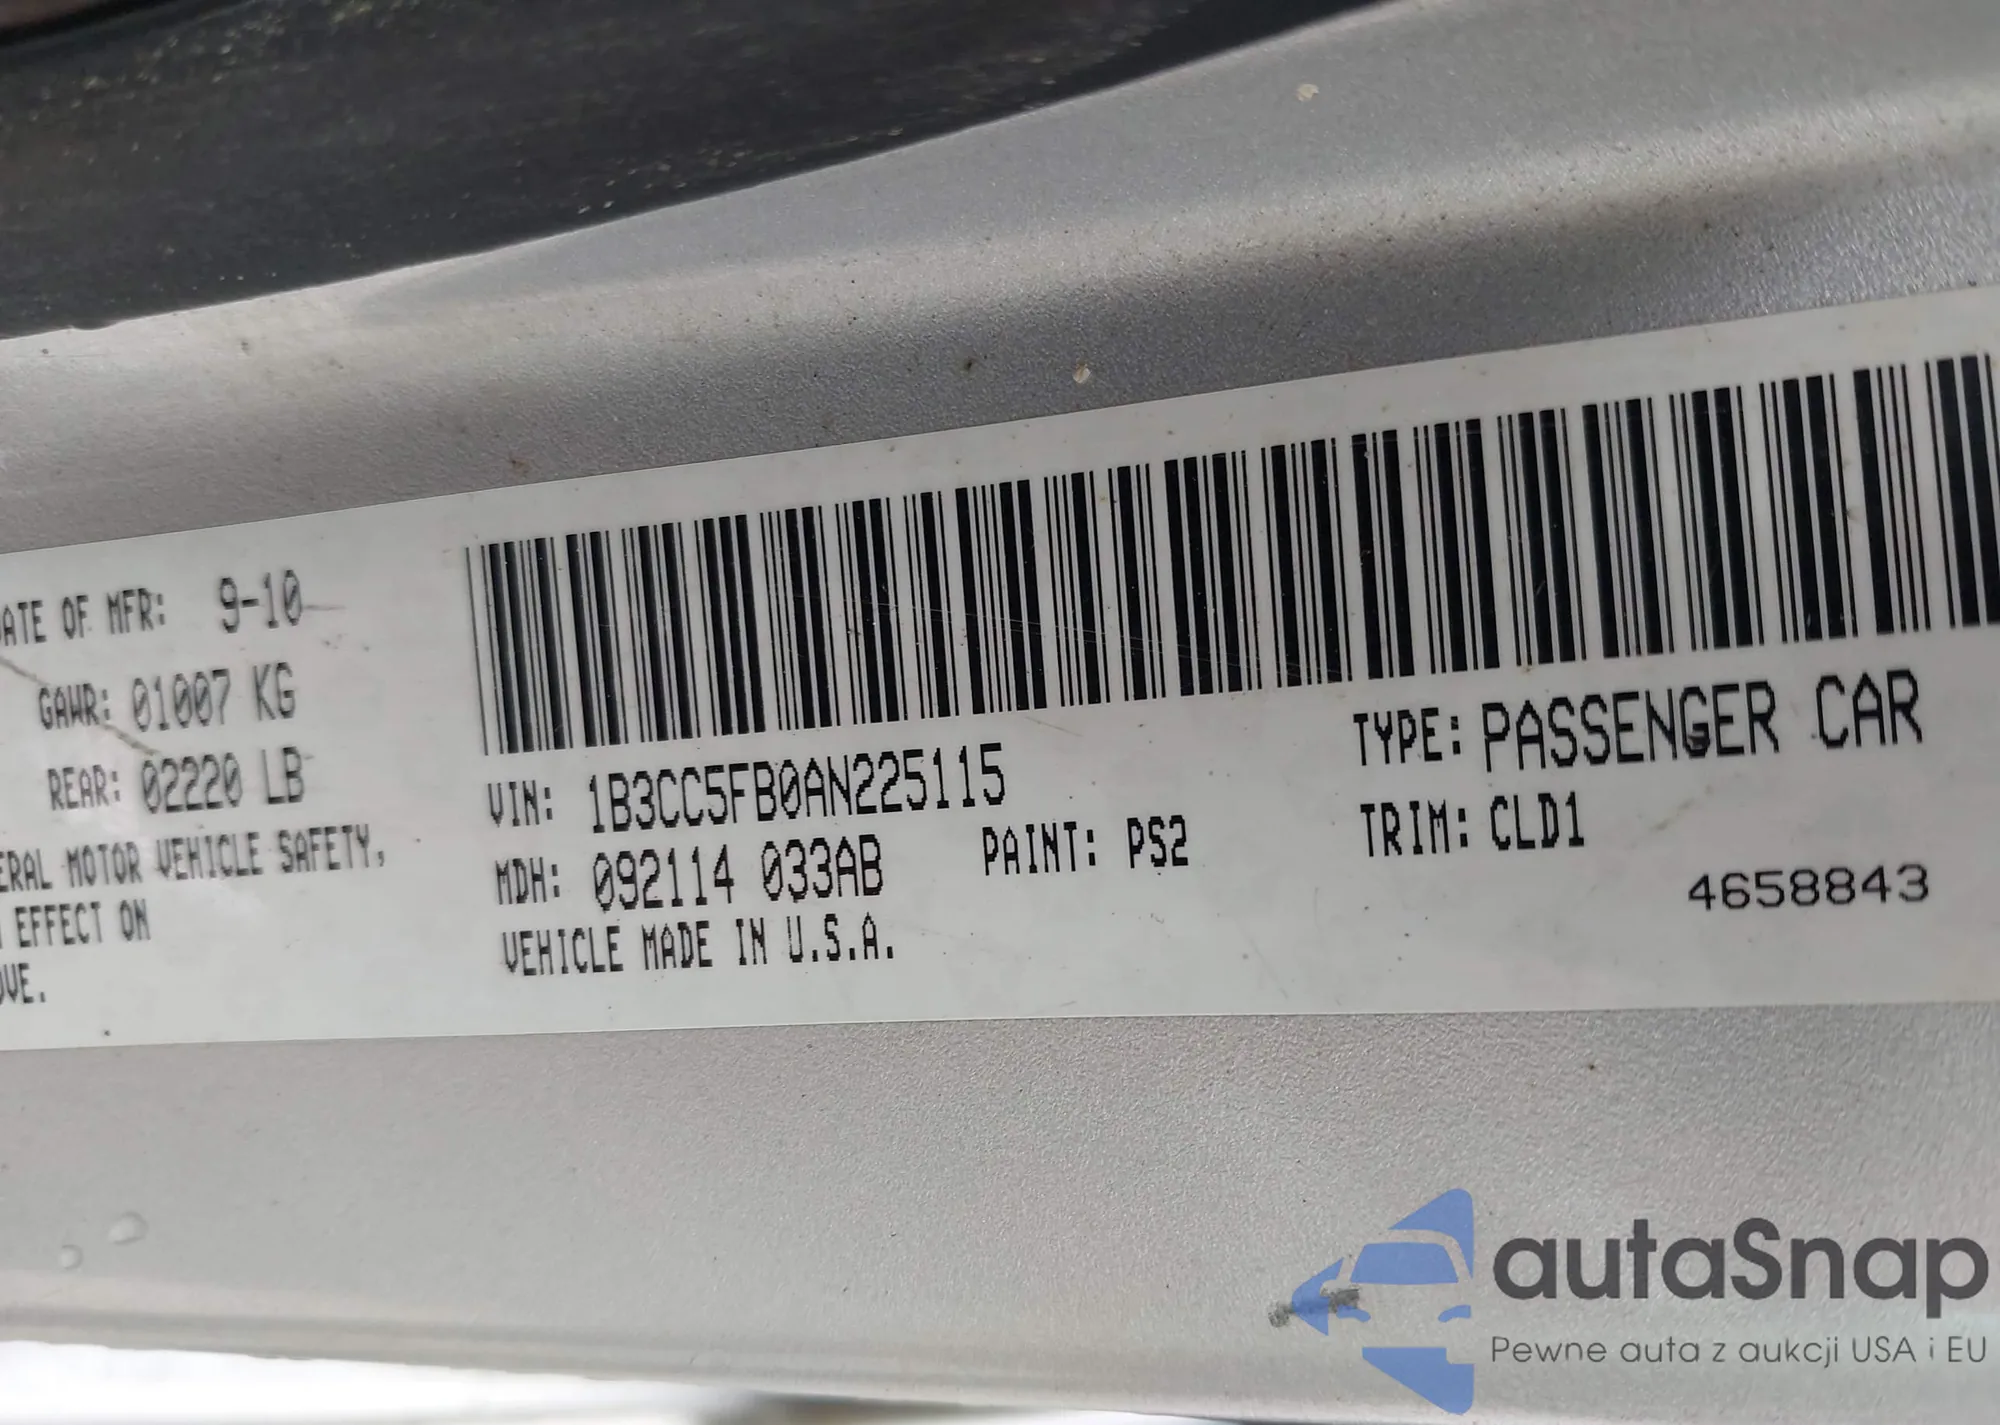 ATE OF MFR: 9-10
GAWR: 01007 KG
REAR: 02220 LB
ERAL MOTOR VEHICLE SAFETY,
EFFECT ON
OVE.
VIN: 1B3CC5FB0AN225115
MDH: 092114 033AB PAINT: PS2
VEHICLE MADE IN U.S.A.
TYPE: PASSENGER CAR
TRIM: CLD1
4658843
autaSnap
Pewne auta z aukcji USA i EU